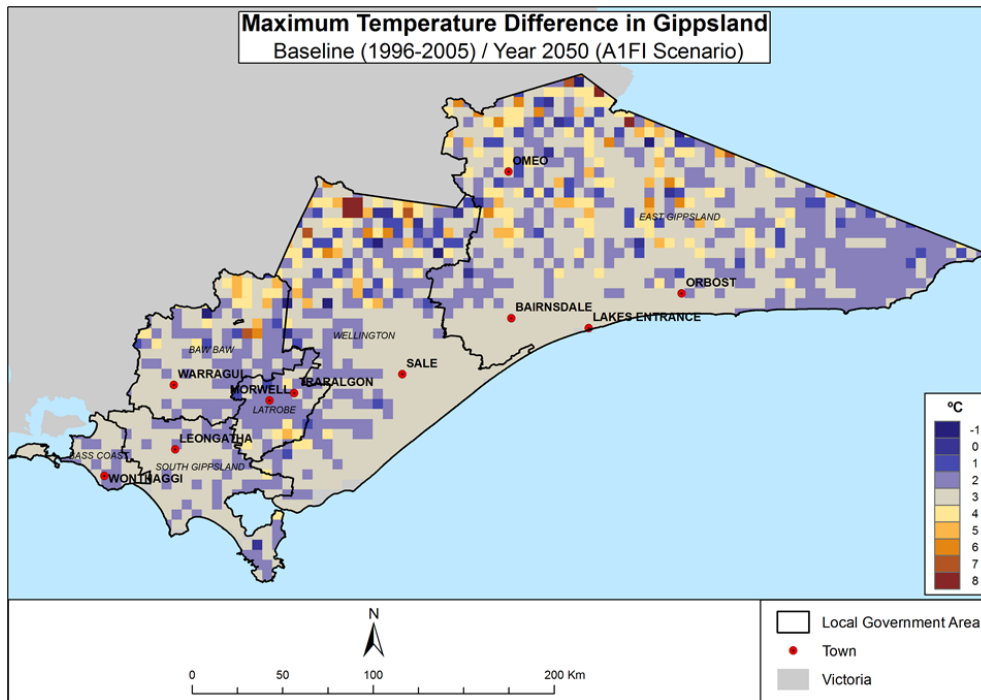 Maximum Temperature Difference in Gippsland
Baseline (1996-2005) / Year 2050 (A1FI Scenario)
OMEO
EAST GIPPSLAND
ORBOST
BAIRNSDALE
LAKES ENTRANCE
WELLINGTON
BAW BAW
SALE
WARRAGUL
TRARALGON
MORWELL
LATROBE
LEONGATHA
BASS COAST
SOUTH GIPPSLAND
WONTHAGGI
ºC
-1
0
1
2
3
4
5
6
7
8
N
0 50 100 200 Km
Local Government Area
Town
Victoria